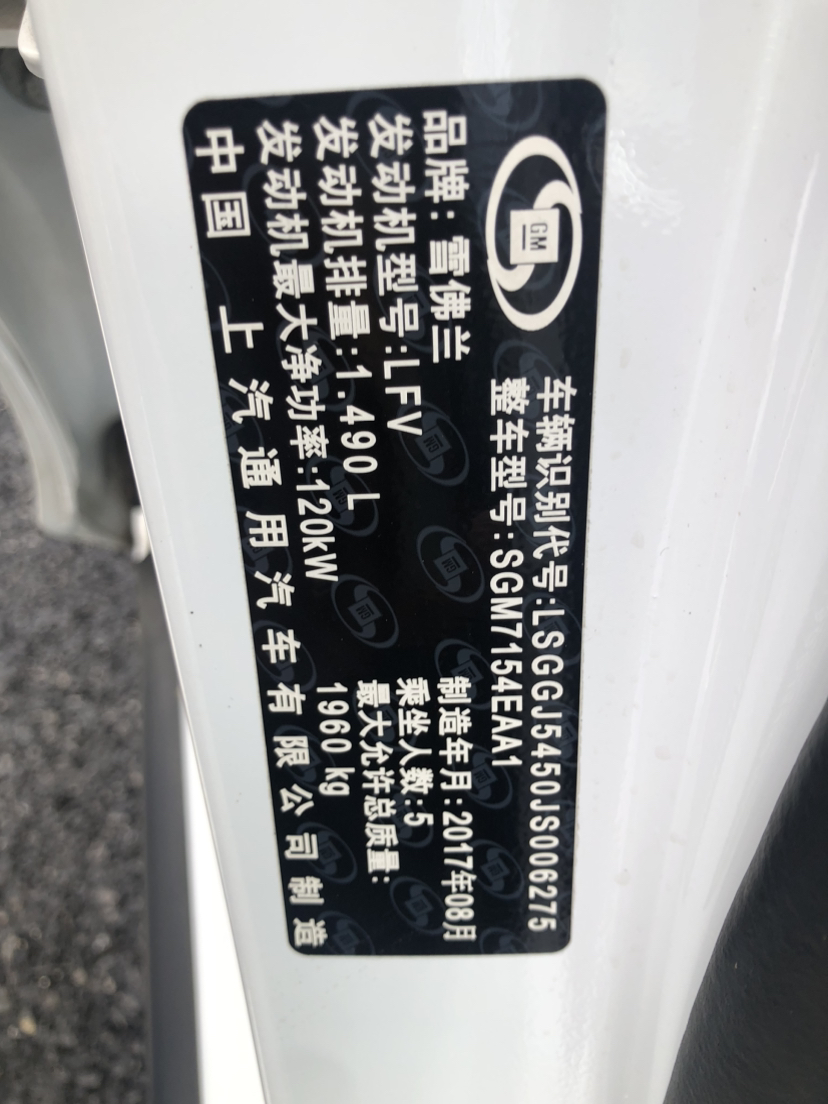 GM
车辆识别代号:LSGGJ5450JS006275
整车型号:SGM7154EAA1
品牌:雪佛兰
制造年月:2017年08月
发动机型号:LFV
乘坐人数:5
发动机排量:1.490L
最大允许总质量:
发动机最大净功率:120kW
1960 kg
中国 上汽通用汽车有限公司制造